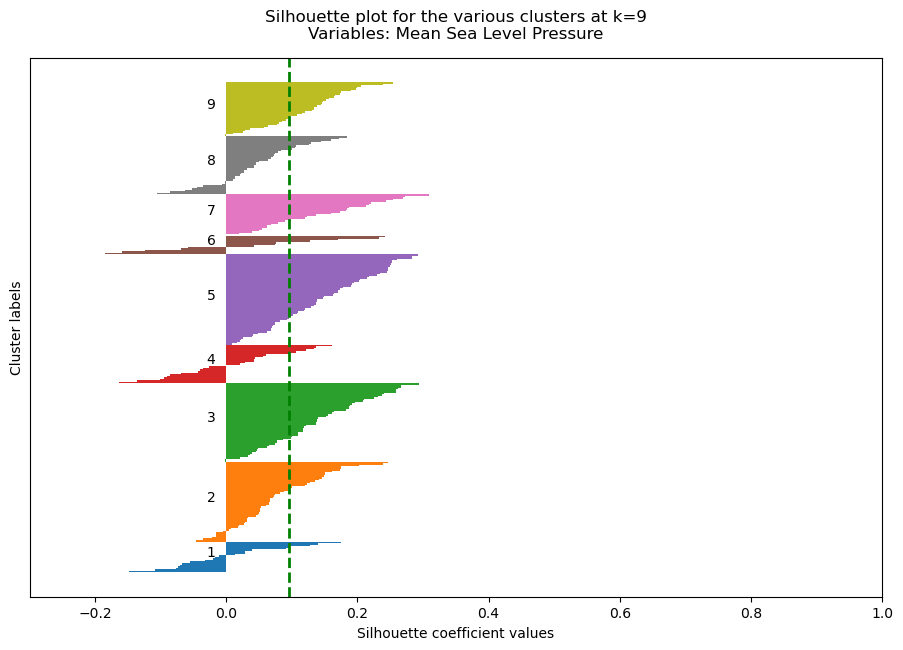 Silhouette plot for the various clusters at k=9
Variables: Mean Sea Level Pressure
9
8
7
6
5
4
3
2
1
Cluster labels
−0.2 0.0 0.2 0.4 0.6 0.8 1.0
Silhouette coefficient values